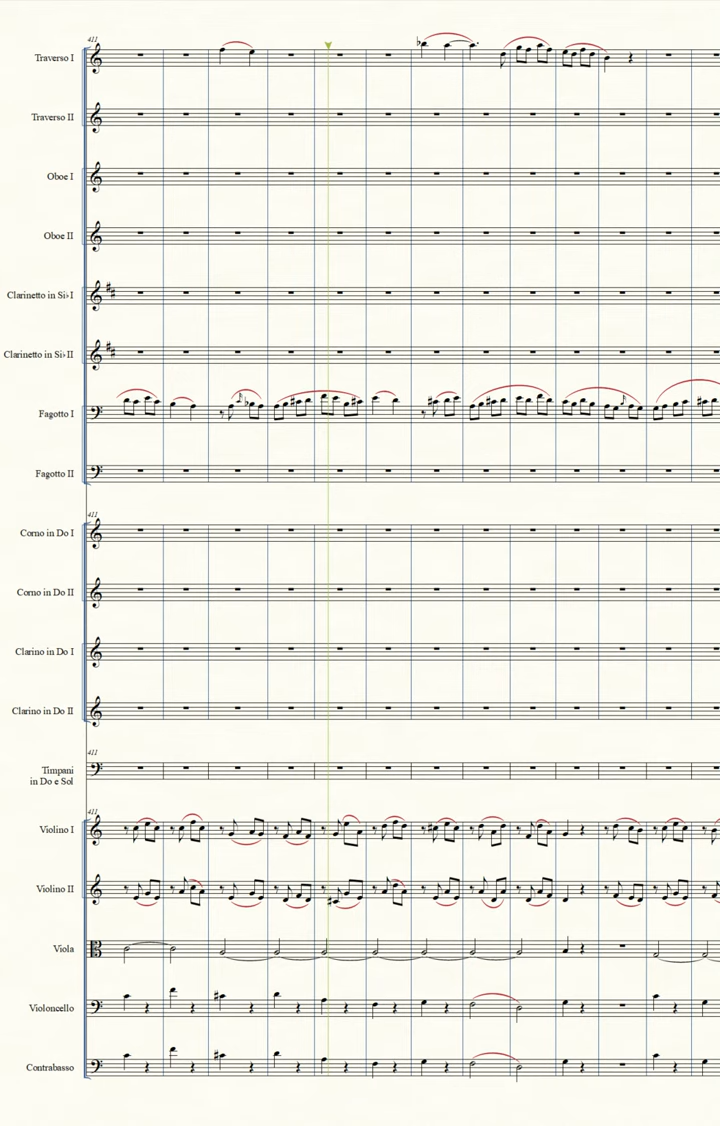 411
Traverso I
Traverso II
Oboe I
Oboe II
Clarinetto in Si♭ I
Clarinetto in Si♭ II
Fagotto I
Fagotto II
411
Corno in Do I
Corno in Do II
Clarino in Do I
Clarino in Do II
411
Timpani
in Do e Sol
411
Violino I
Violino II
Viola
Violoncello
Contrabasso